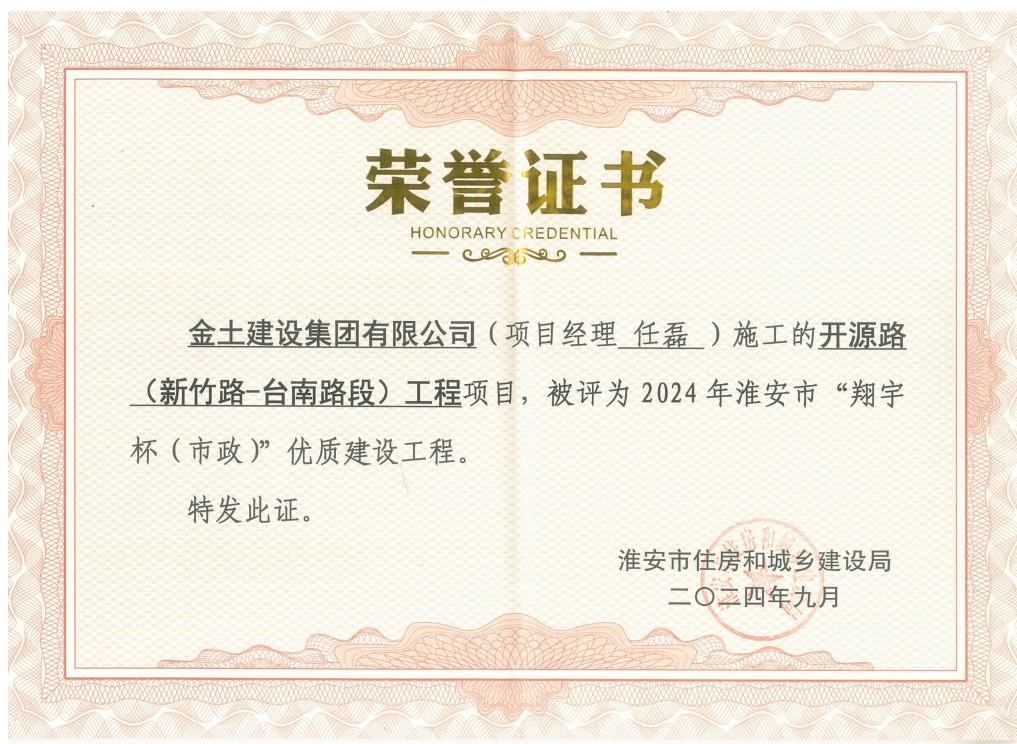 荣誉证书
HONORARY CREDENTIAL
金土建设集团有限公司（项目经理 任磊 ）施工的开源路
（新竹路-台南路段）工程项目，被评为 2024 年淮安市“翔宇
杯（市政）”优质建设工程。
特发此证。
淮安市住房和城乡建设局
二〇二四年九月